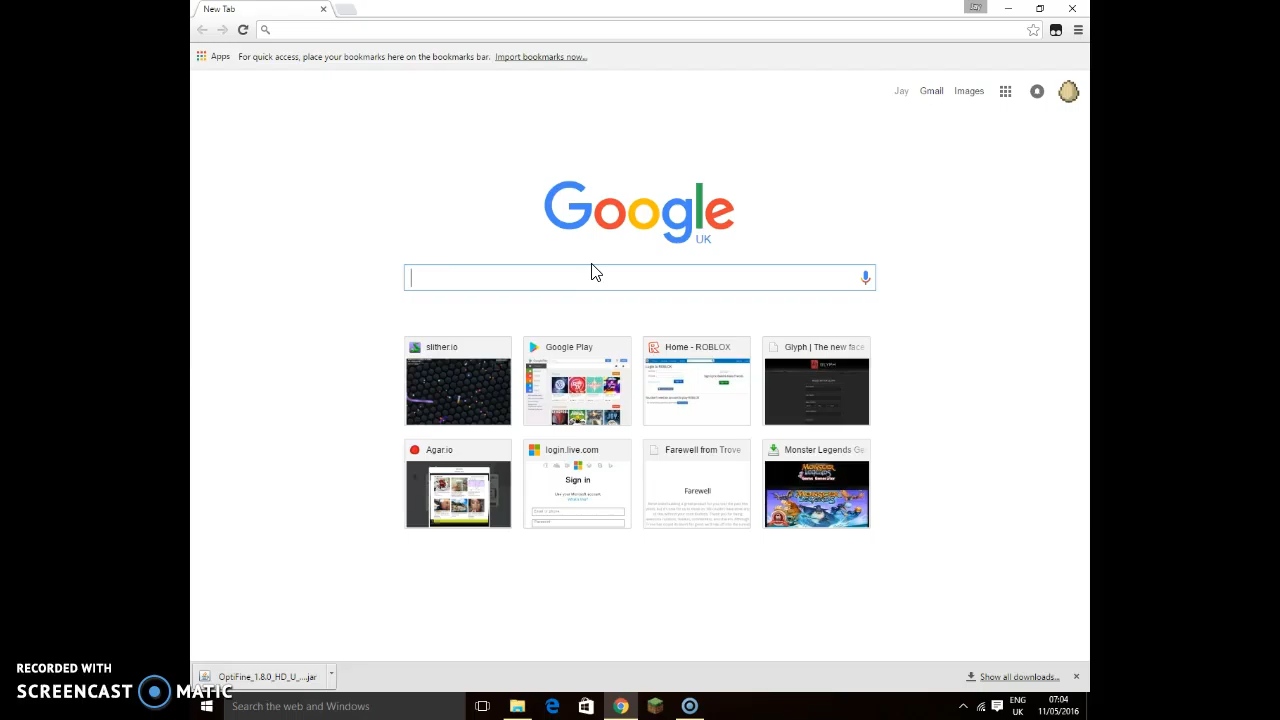 New Tab
Jay
Apps
For quick access, place your bookmarks here on the bookmarks bar.
Import bookmarks now...
Jay
Gmail
Images
Google
UK
slither.io
Google Play
Home - ROBLOX
Glyph | The new face
Agar.io
login.live.com
Farewell from Trove
Monster Legends Ge
Sign in
Farewell
OptiFine_1.8.0_HD_U_...jar
Show all downloads...
RECORDED WITH
SCREENCAST MATIC
Search the web and Windows
ENG
UK
07:04
11/05/2016